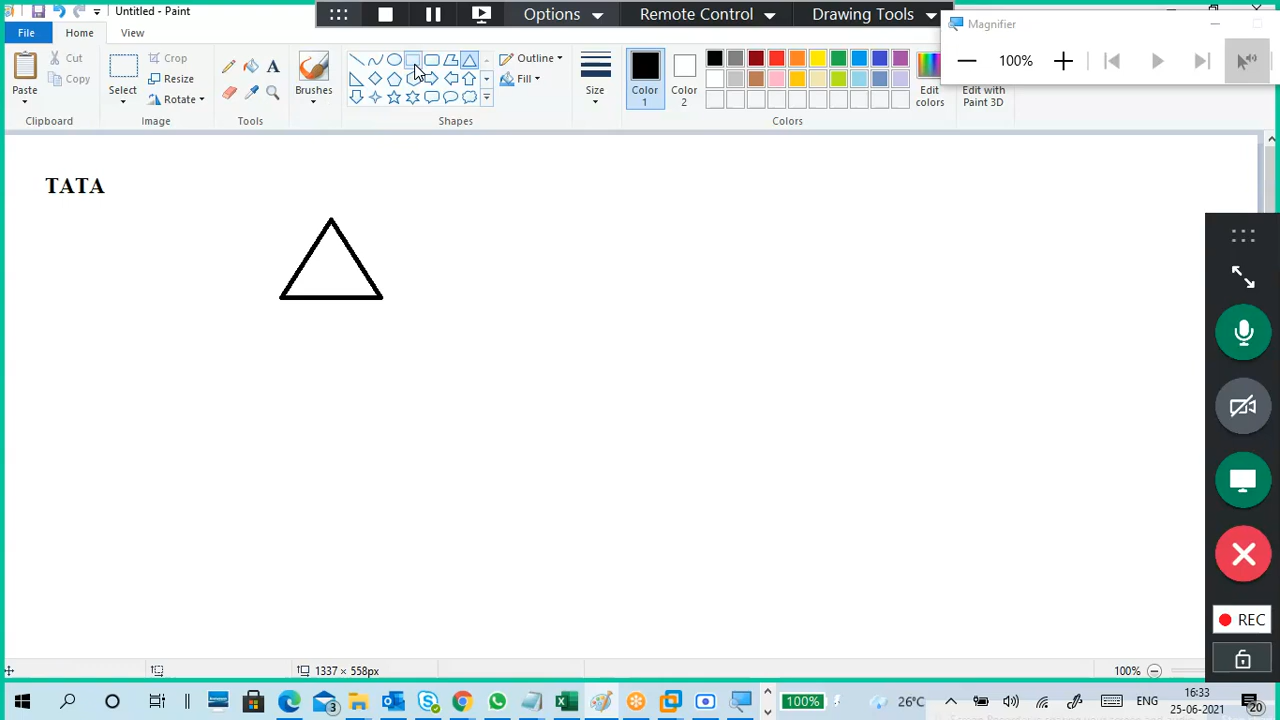 Untitled - Paint
Options
Remote Control
Drawing Tools
Magnifier
File
Home
View
100%
Paste
Cut
Copy
Clipboard
Select
Crop
Resize
Rotate
Image
A
Tools
Brushes
Shapes
Outline
Fill
Size
Color 1
Color 2
Edit colors
Edit with Paint 3D
Colors
TATA
REC
1337 × 558px
100%
3
100%
26°C
ENG
16:33
25-06-2021
20